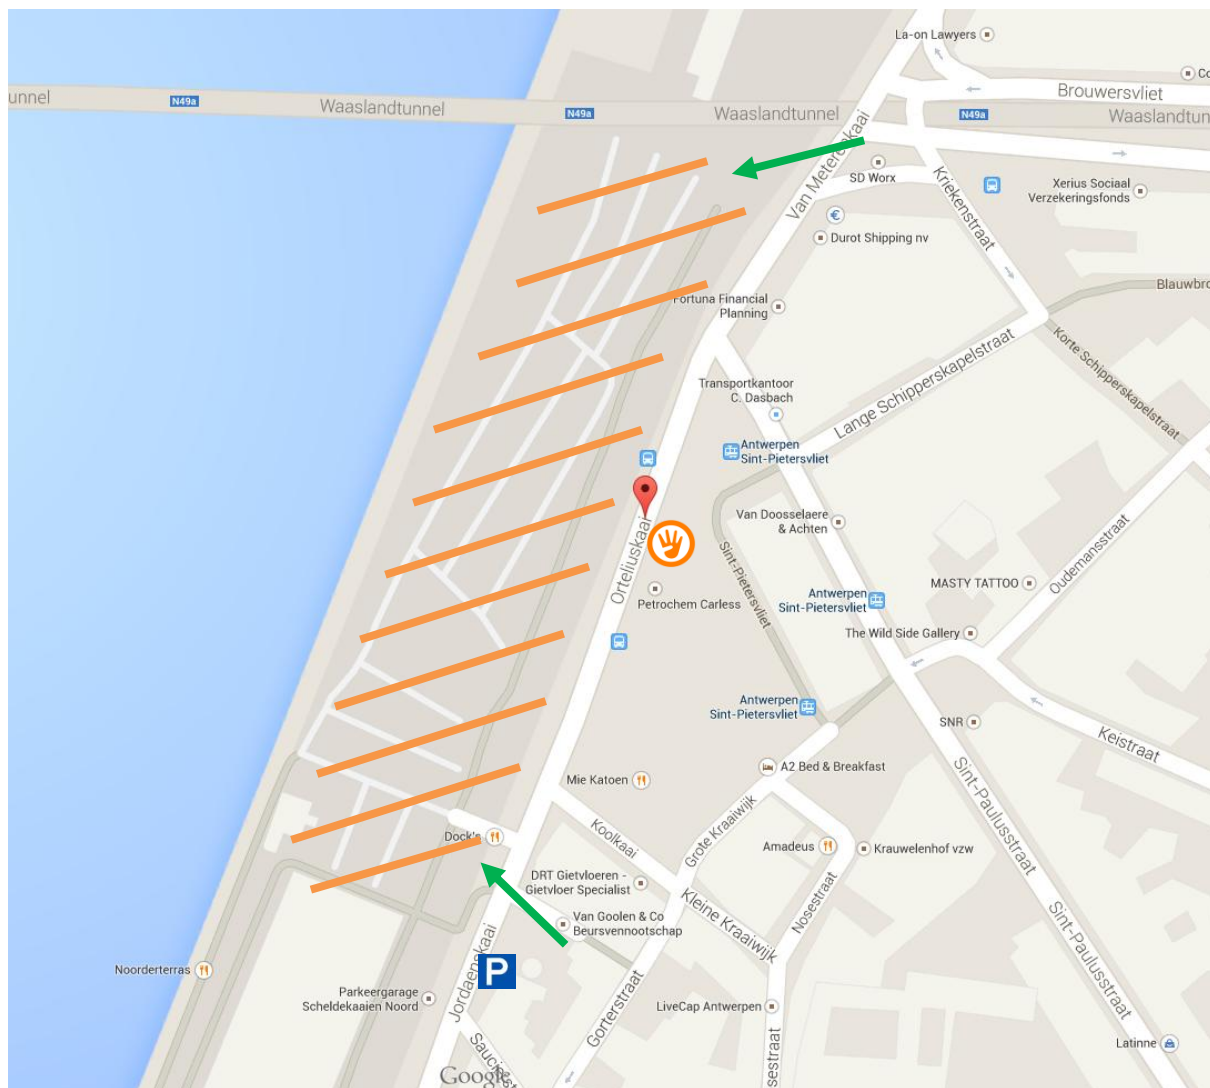 La-on Lawyers
Co
Brouwersvliet
unnel
N49a
Waaslandtunnel
N49a
Waaslandtunnel
N49a
Waaslandtun
Van Meterenkaai
SD Worx
Kriekenstraat
Xerius Sociaal
Verzekeringsfonds
€
Durot Shipping nv
Blauwbro
Fortuna Financial
Planning
Korte Schipperskapelstraat
Lange Schipperskapelstraat
Transportkantoor
C. Dasbach
Antwerpen
Sint-Pietersvliet
Van Doosselaere
& Achten
Oudemansstraat
Orteliuskaai
Sint-Pietersvliet
MASTY TATTOO
Petrochem Carless
Antwerpen
Sint-Pietersvliet
The Wild Side Gallery
Antwerpen
Sint-Pietersvliet
SNR
Keistraat
Sint-Paulusstraat
A2 Bed & Breakfast
Mie Katoen
Dock's
Koolkaai
Grote Kraaiwijk
Amadeus
Krauwelenhof vzw
DRT Gietvloeren -
Gietvloer Specialist
Kleine Kraaiwijk
Nosestraat
Van Goolen & Co
Beursvennootschap
Sint-Paulusstraat
Noorderterras
P
Jordaenskaai
Parkeergarage
Scheldekaaien Noord
Gorterstraat
LiveCap Antwerpen
sestraat
Latinne
Google